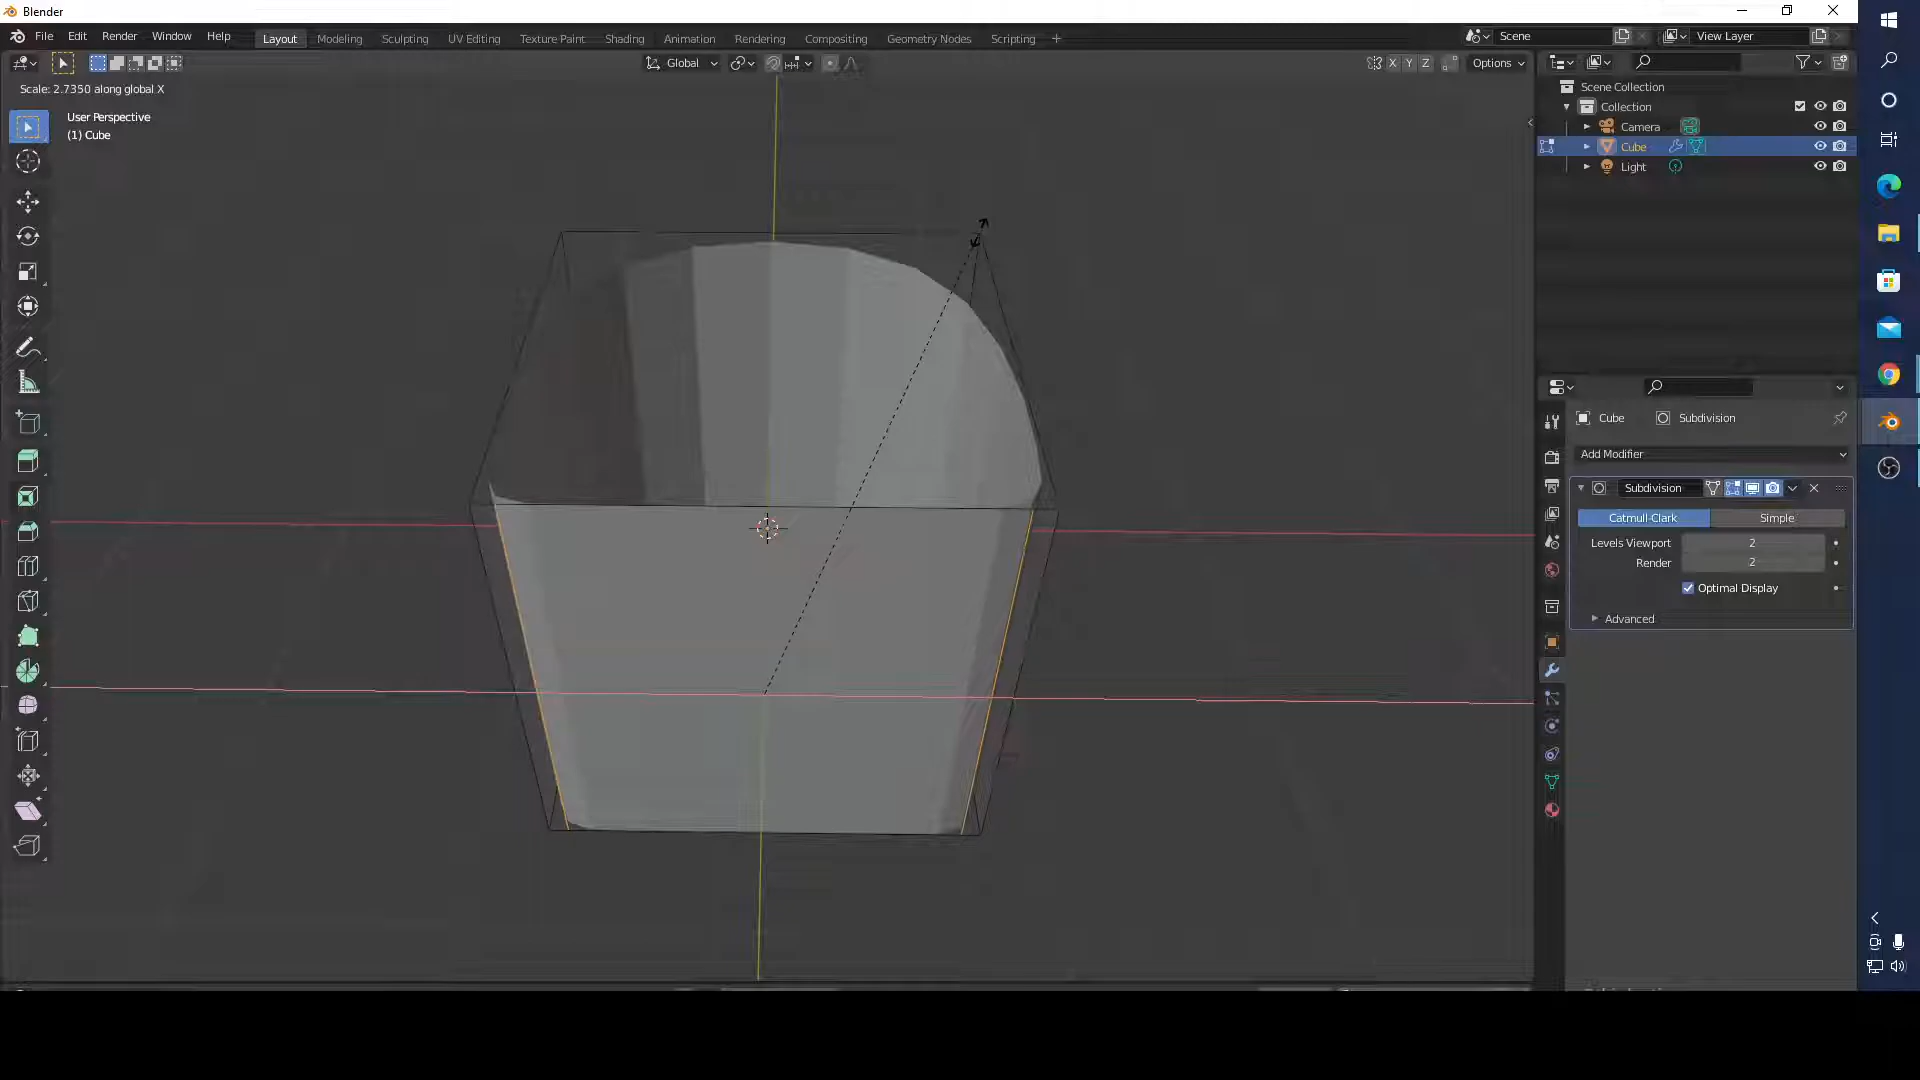 Blender
File Edit Render Window Help
Layout Modeling Sculpting UV Editing Texture Paint Shading Animation Rendering Compositing Geometry Nodes Scripting +
Scene
View Layer
Global
X Y Z
Options
Scale: 2.7350 along global X
User Perspective
(1) Cube
Scene Collection
Collection
Camera
Cube
Light
Cube
Subdivision
Add Modifier
Subdivision
Catmull-Clark
Simple
Levels Viewport 2
Render 2
Optimal Display
Advanced